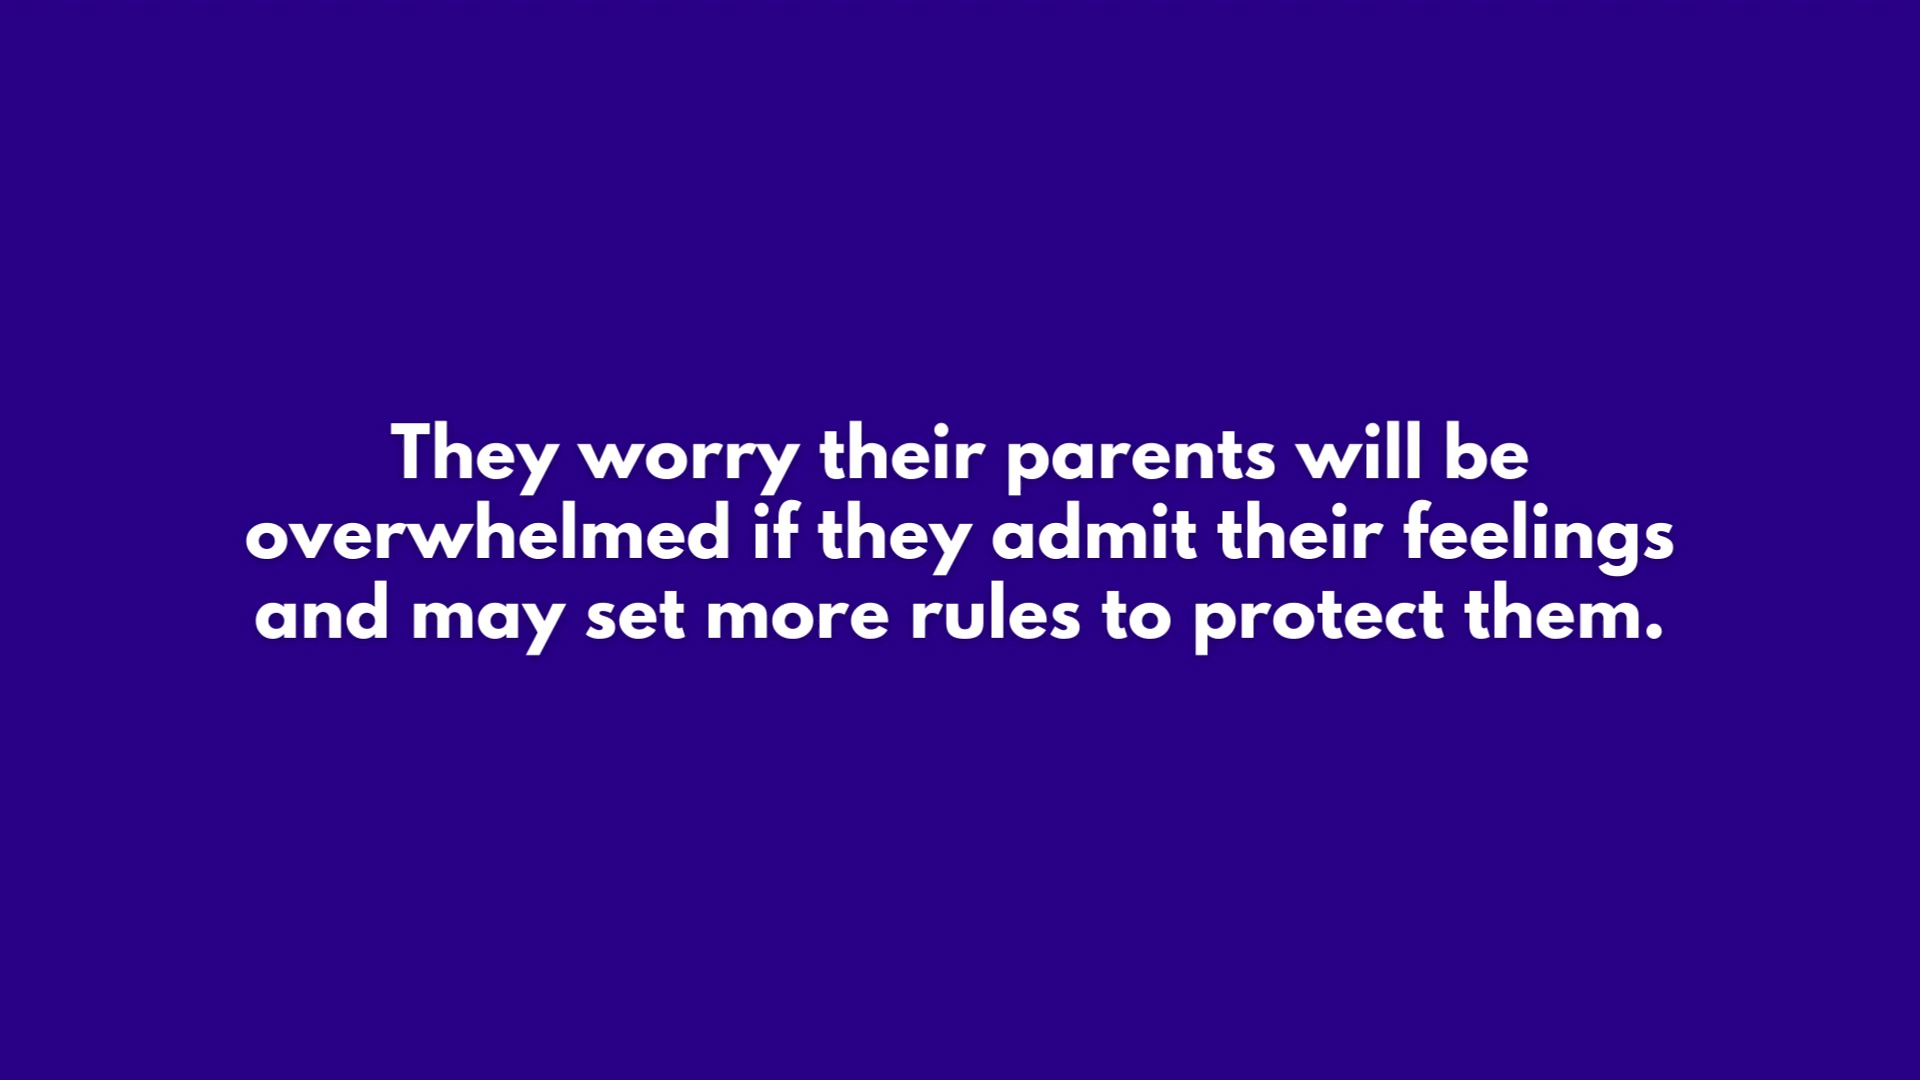 They worry their parents will be
overwhelmed if they admit their feelings
and may set more rules to protect them.